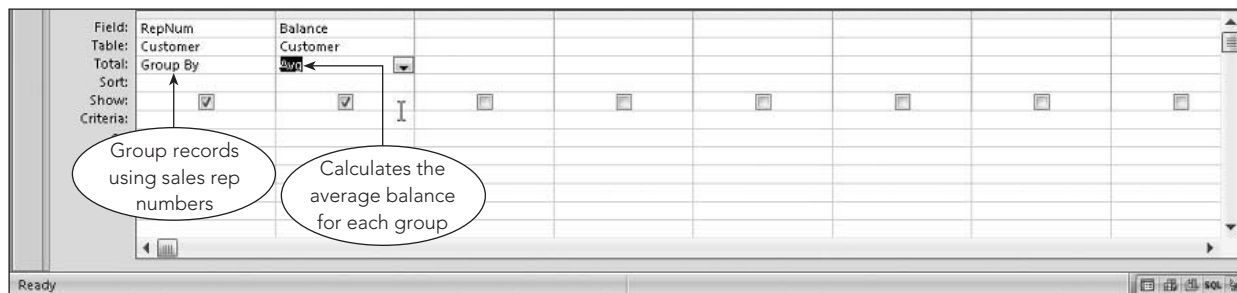 Field: RepNum Balance
Table: Customer Customer
Total: Group By Avg
Sort:
Show:
Criteria:
Group records
using sales rep
numbers
Calculates the
average balance
for each group
Ready
SQL